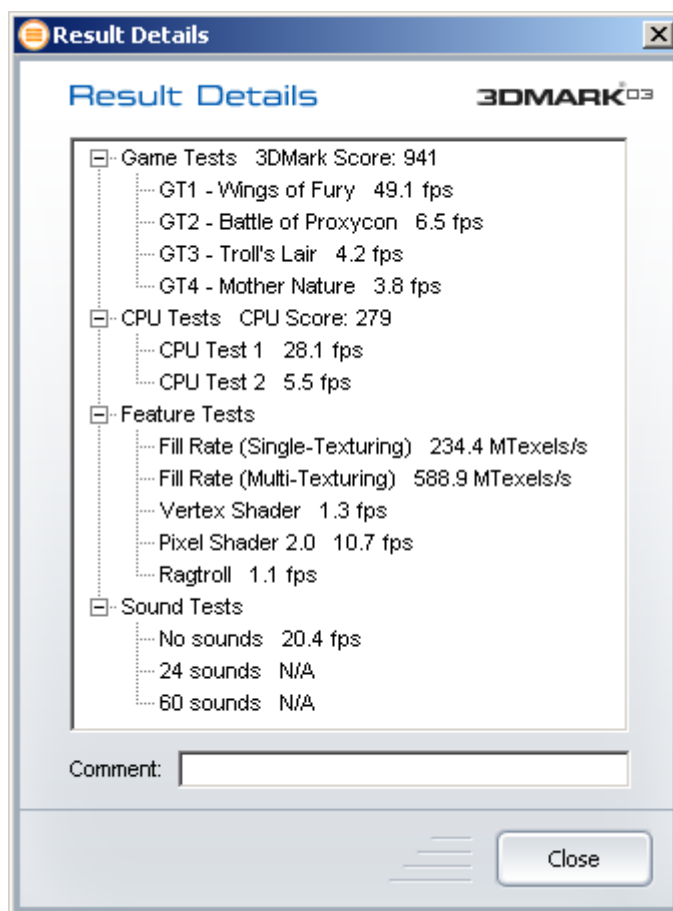 Result Details
Result Details 3DMARK®03
Game Tests 3DMark Score: 941
GT1 - Wings of Fury 49.1 fps
GT2 - Battle of Proxycon 6.5 fps
GT3 - Troll's Lair 4.2 fps
GT4 - Mother Nature 3.8 fps
CPU Tests CPU Score: 279
CPU Test 1 28.1 fps
CPU Test 2 5.5 fps
Feature Tests
Fill Rate (Single-Texturing) 234.4 MTexels/s
Fill Rate (Multi-Texturing) 588.9 MTexels/s
Vertex Shader 1.3 fps
Pixel Shader 2.0 10.7 fps
Ragtroll 1.1 fps
Sound Tests
No sounds 20.4 fps
24 sounds N/A
60 sounds N/A
Comment:
Close